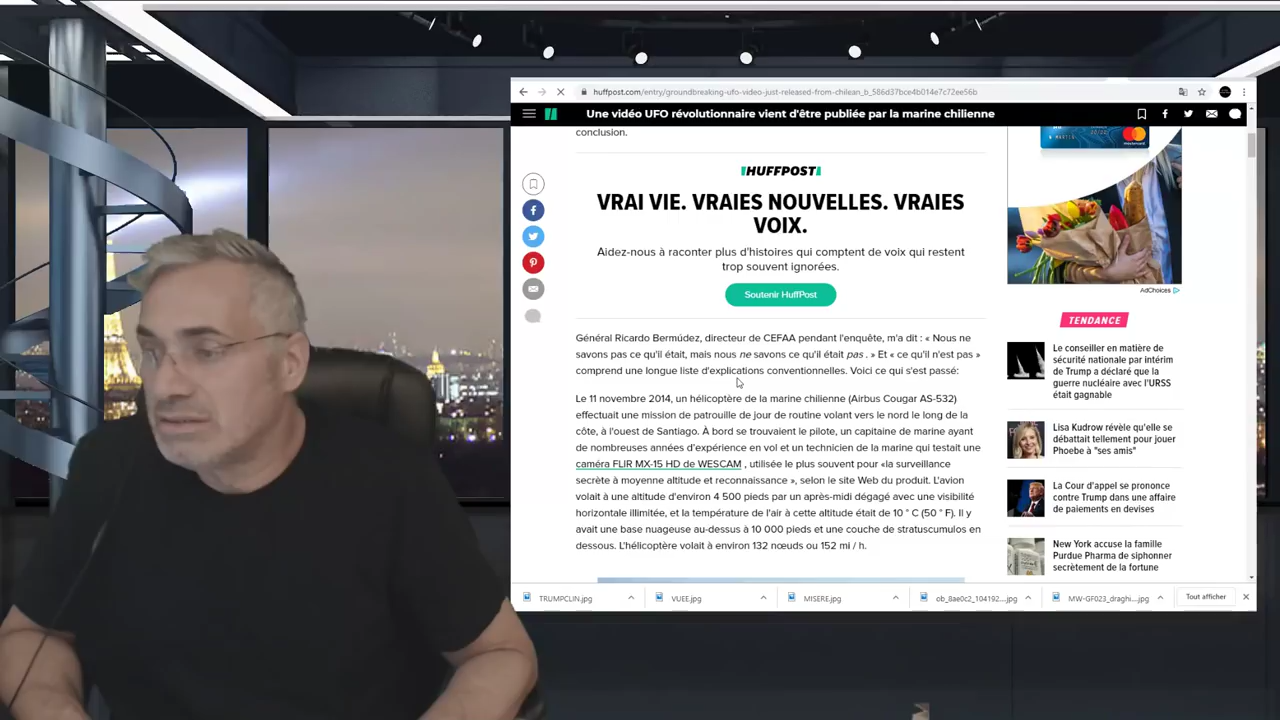 huffpost.com/entry/groundbreaking-ufo-video-just-released-from-chilean_b_586d37bce4b014e7c72ee56b
Une vidéo UFO révolutionnaire vient d'être publiée par la marine chilienne
conclusion.
HUFFPOST
VRAI VIE. VRAIES NOUVELLES. VRAIES
VOIX.
Aidez-nous à raconter plus d'histoires qui comptent de voix qui restent
trop souvent ignorées.
Soutenir HuffPost
Général Ricardo Bermúdez, directeur de CEFAA pendant l'enquête, m'a dit : « Nous ne
savons pas ce qu'il était, mais nous ne savons ce qu'il était pas . » Et « ce qu'il n'est pas »
comprend une longue liste d'explications conventionnelles. Voici ce qui s'est passé:
Le 11 novembre 2014, un hélicoptère de la marine chilienne (Airbus Cougar AS-532)
effectuait une mission de patrouille de jour de routine volant vers le nord le long de la
côte, à l'ouest de Santiago. À bord se trouvaient le pilote, un capitaine de marine ayant
de nombreuses années d'expérience en vol et un technicien de la marine qui testait une
caméra FLIR MX-15 HD de WESCAM , utilisée le plus souvent pour «la surveillance
secrète à moyenne altitude et reconnaissance », selon le site Web du produit. L'avion
volait à une altitude d'environ 4 500 pieds par un après-midi dégagé avec une visibilité
horizontale illimitée, et la température de l'air à cette altitude était de 10 ° C (50 ° F). Il y
avait une base nuageuse au-dessus à 10 000 pieds et une couche de stratuscumulos en
dessous. L'hélicoptère volait à environ 132 nœuds ou 152 mi / h.
mastercard
AdChoices
TENDANCE
Le conseiller en matière de
sécurité nationale par intérim
de Trump a déclaré que la
guerre nucléaire avec l'URSS
était gagnable
Lisa Kudrow révèle qu'elle se
débattait tellement pour jouer
Phoebe à "ses amis"
La Cour d'appel se prononce
contre Trump dans une affaire
de paiements en devises
New York accuse la famille
Purdue Pharma de siphonner
secrètement de la fortune
TRUMPCLIN.jpg
VUEE.jpg
MISERE.jpg
ob_8ae0c2_104192....jpg
MW-GF023_draghi....jpg
Tout afficher